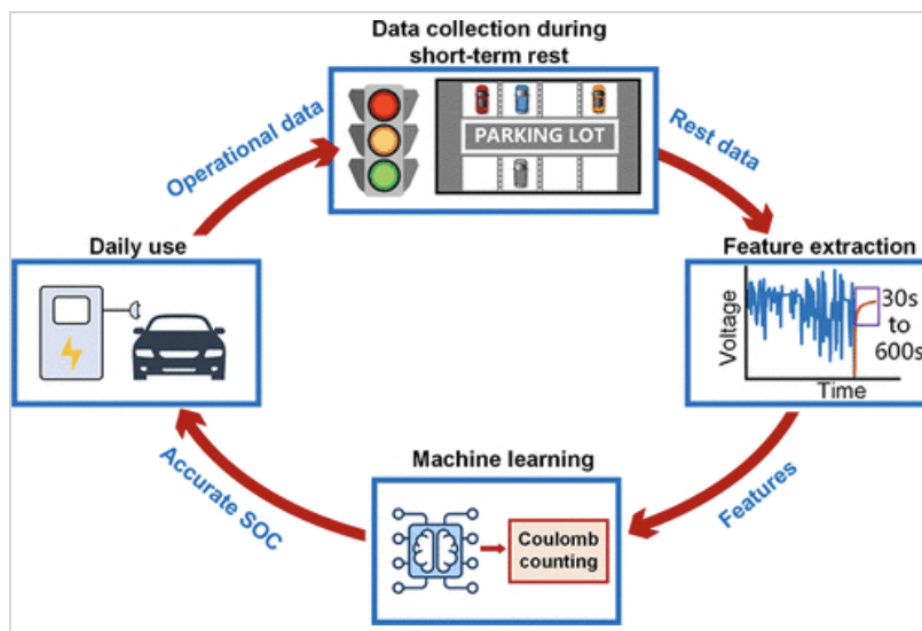 Data collection during
short-term rest
PARKING LOT
Operational data
Rest data
Daily use
Feature extraction
Voltage
30s
to
600s
Time
Machine learning
Coulomb
counting
Accurate SOC
Features